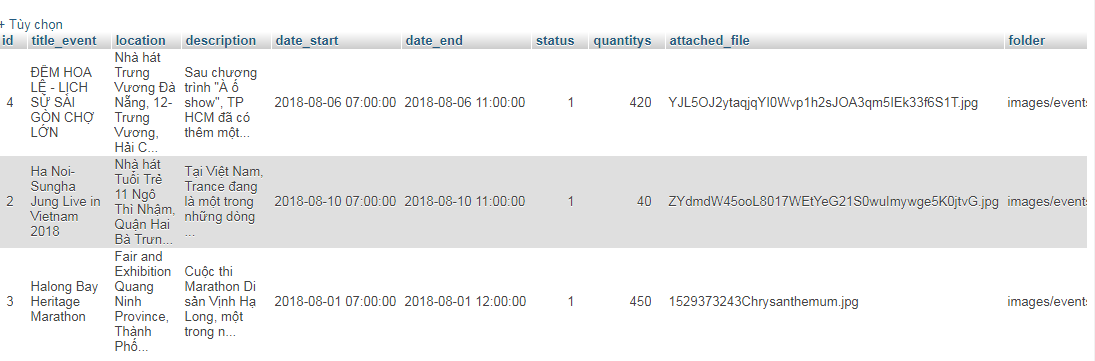 + Tùy chọn
id title_event location description date_start date_end status quantitys attached_file folder
4 ĐÊM HOA LỆ - LỊCH SỬ SÀI GÒN CHỢ LỚN Nhà hát Trưng Vương Đà Nẵng, 12- Trưng Vương, Hải C... Sau chương trình "À ố show", TP HCM đã có thêm một... 2018-08-06 07:00:00 2018-08-06 11:00:00 1 420 YJL5OJ2ytaqjqYI0Wvp1h2sJOA3qm5IEk33f6S1T.jpg images/events
2 Ha Noi- Sungha Jung Live in Vietnam 2018 Nhà hát Tuổi Trẻ 11 Ngô Thì Nhậm, Quận Hai Bà Trưn... Tại Việt Nam, Trance đang là một trong những dòng ... 2018-08-10 07:00:00 2018-08-10 11:00:00 1 40 ZYdmdW45ooL8017WEtYeG21S0wuImywge5K0jtvG.jpg images/events
3 Halong Bay Heritage Marathon Fair and Exhibition Quang Ninh Province, Thành Phố... Cuộc thi Marathon Di sản Vịnh Hạ Long, một trong n... 2018-08-01 07:00:00 2018-08-01 12:00:00 1 450 1529373243Chrysanthemum.jpg images/events